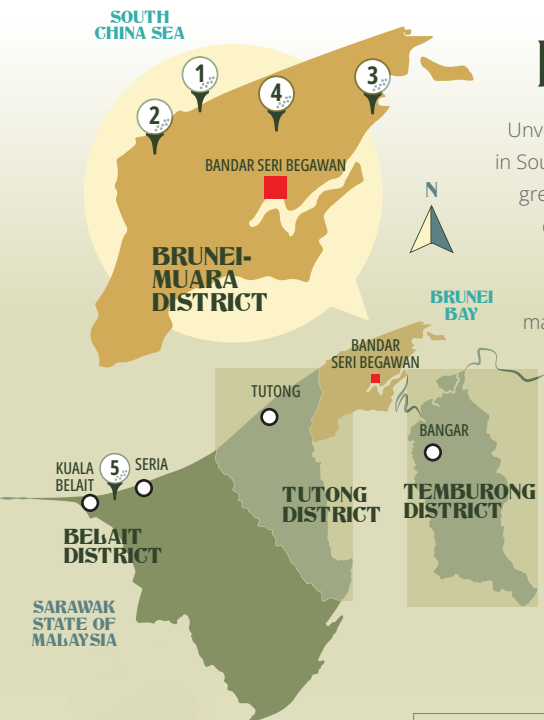 SOUTH
CHINA SEA
1
2
3
4
BANDAR SERI BEGAWAN
BRUNEI-
MUARA
DISTRICT
N
Unv
in Sou
gre
ma
BRUNEI
BAY
BANDAR
SERI BEGAWAN
TUTONG
BANGAR
KUALA
BELAIT
5
SERIA
TUTONG
DISTRICT
TEMBURONG
DISTRICT
BELAIT
DISTRICT
SARAWAK
STATE OF
MALAYSIA